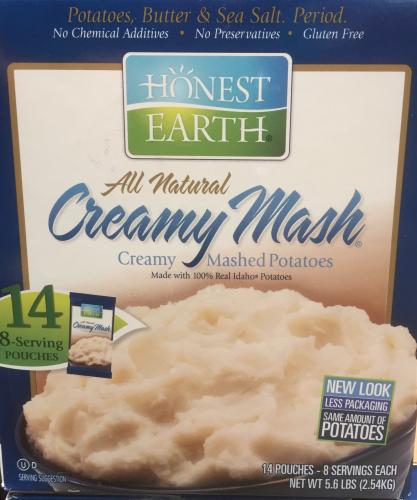 Potatoes, Butter & Sea Salt. Period.
No Chemical Additives • No Preservatives • Gluten Free
HONEST
EARTH®
All Natural
Creamy Mash®
Creamy Mashed Potatoes
Made with 100% Real Idaho® Potatoes
14
8-Serving
POUCHES
HONEST
EARTH
Creamy Mash
NEW LOOK
LESS PACKAGING
SAME AMOUNT OF
POTATOES
U D
SERVING SUGGESTION
14 POUCHES - 8 SERVINGS EACH
NET WT 5.6 LBS (2.54KG)